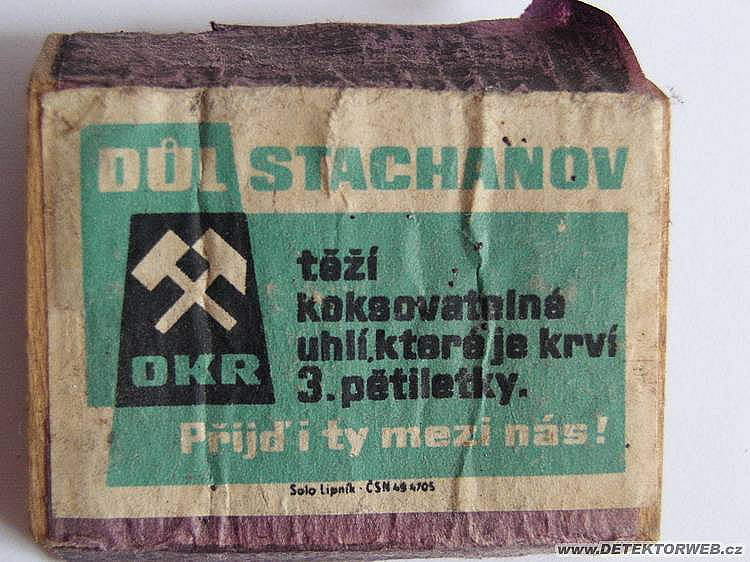 DŮL STACHANOV
OKR
těží
koksovatelné
uhlí, které je krví
3. pětiletky.
Přijď i ty mezi nás!
Solo Lipník - ČSN 49 4705
www.DETEKTORWEB.cz